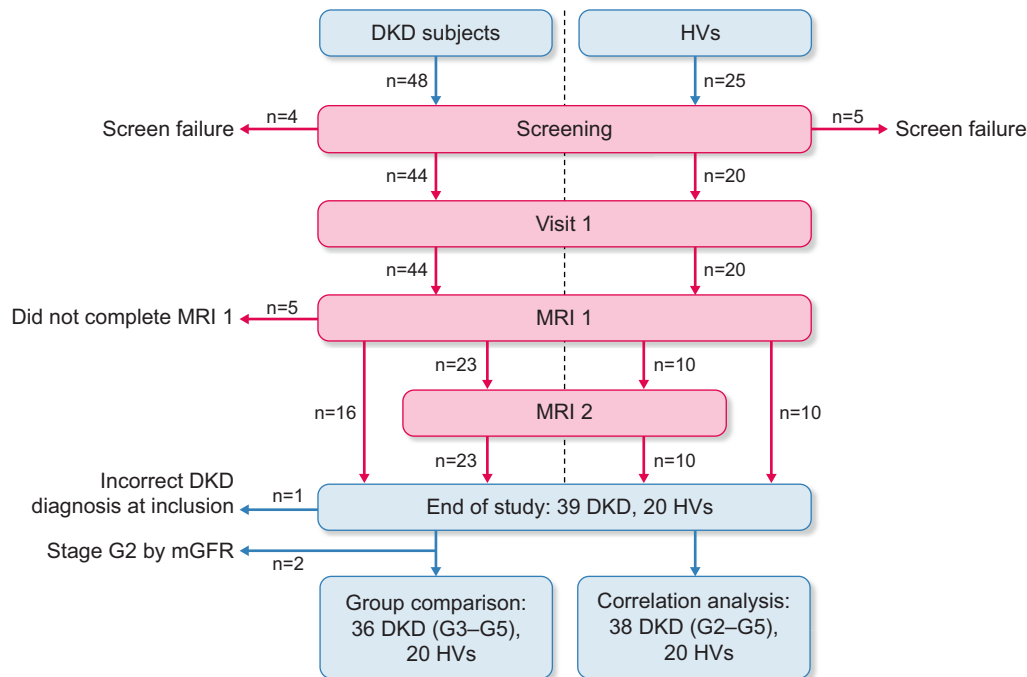 DKD subjects
HVs
n=48
n=25
Screen failure
n=4
Screening
n=5
Screen failure
n=44
n=20
Visit 1
n=44
n=20
Did not complete MRI 1
n=5
MRI 1
n=23
n=10
n=16
MRI 2
n=10
n=23
n=10
Incorrect DKD
diagnosis at inclusion
n=1
End of study: 39 DKD, 20 HVs
Stage G2 by mGFR
n=2
Group comparison:
36 DKD (G3–G5),
20 HVs
Correlation analysis:
38 DKD (G2–G5),
20 HVs